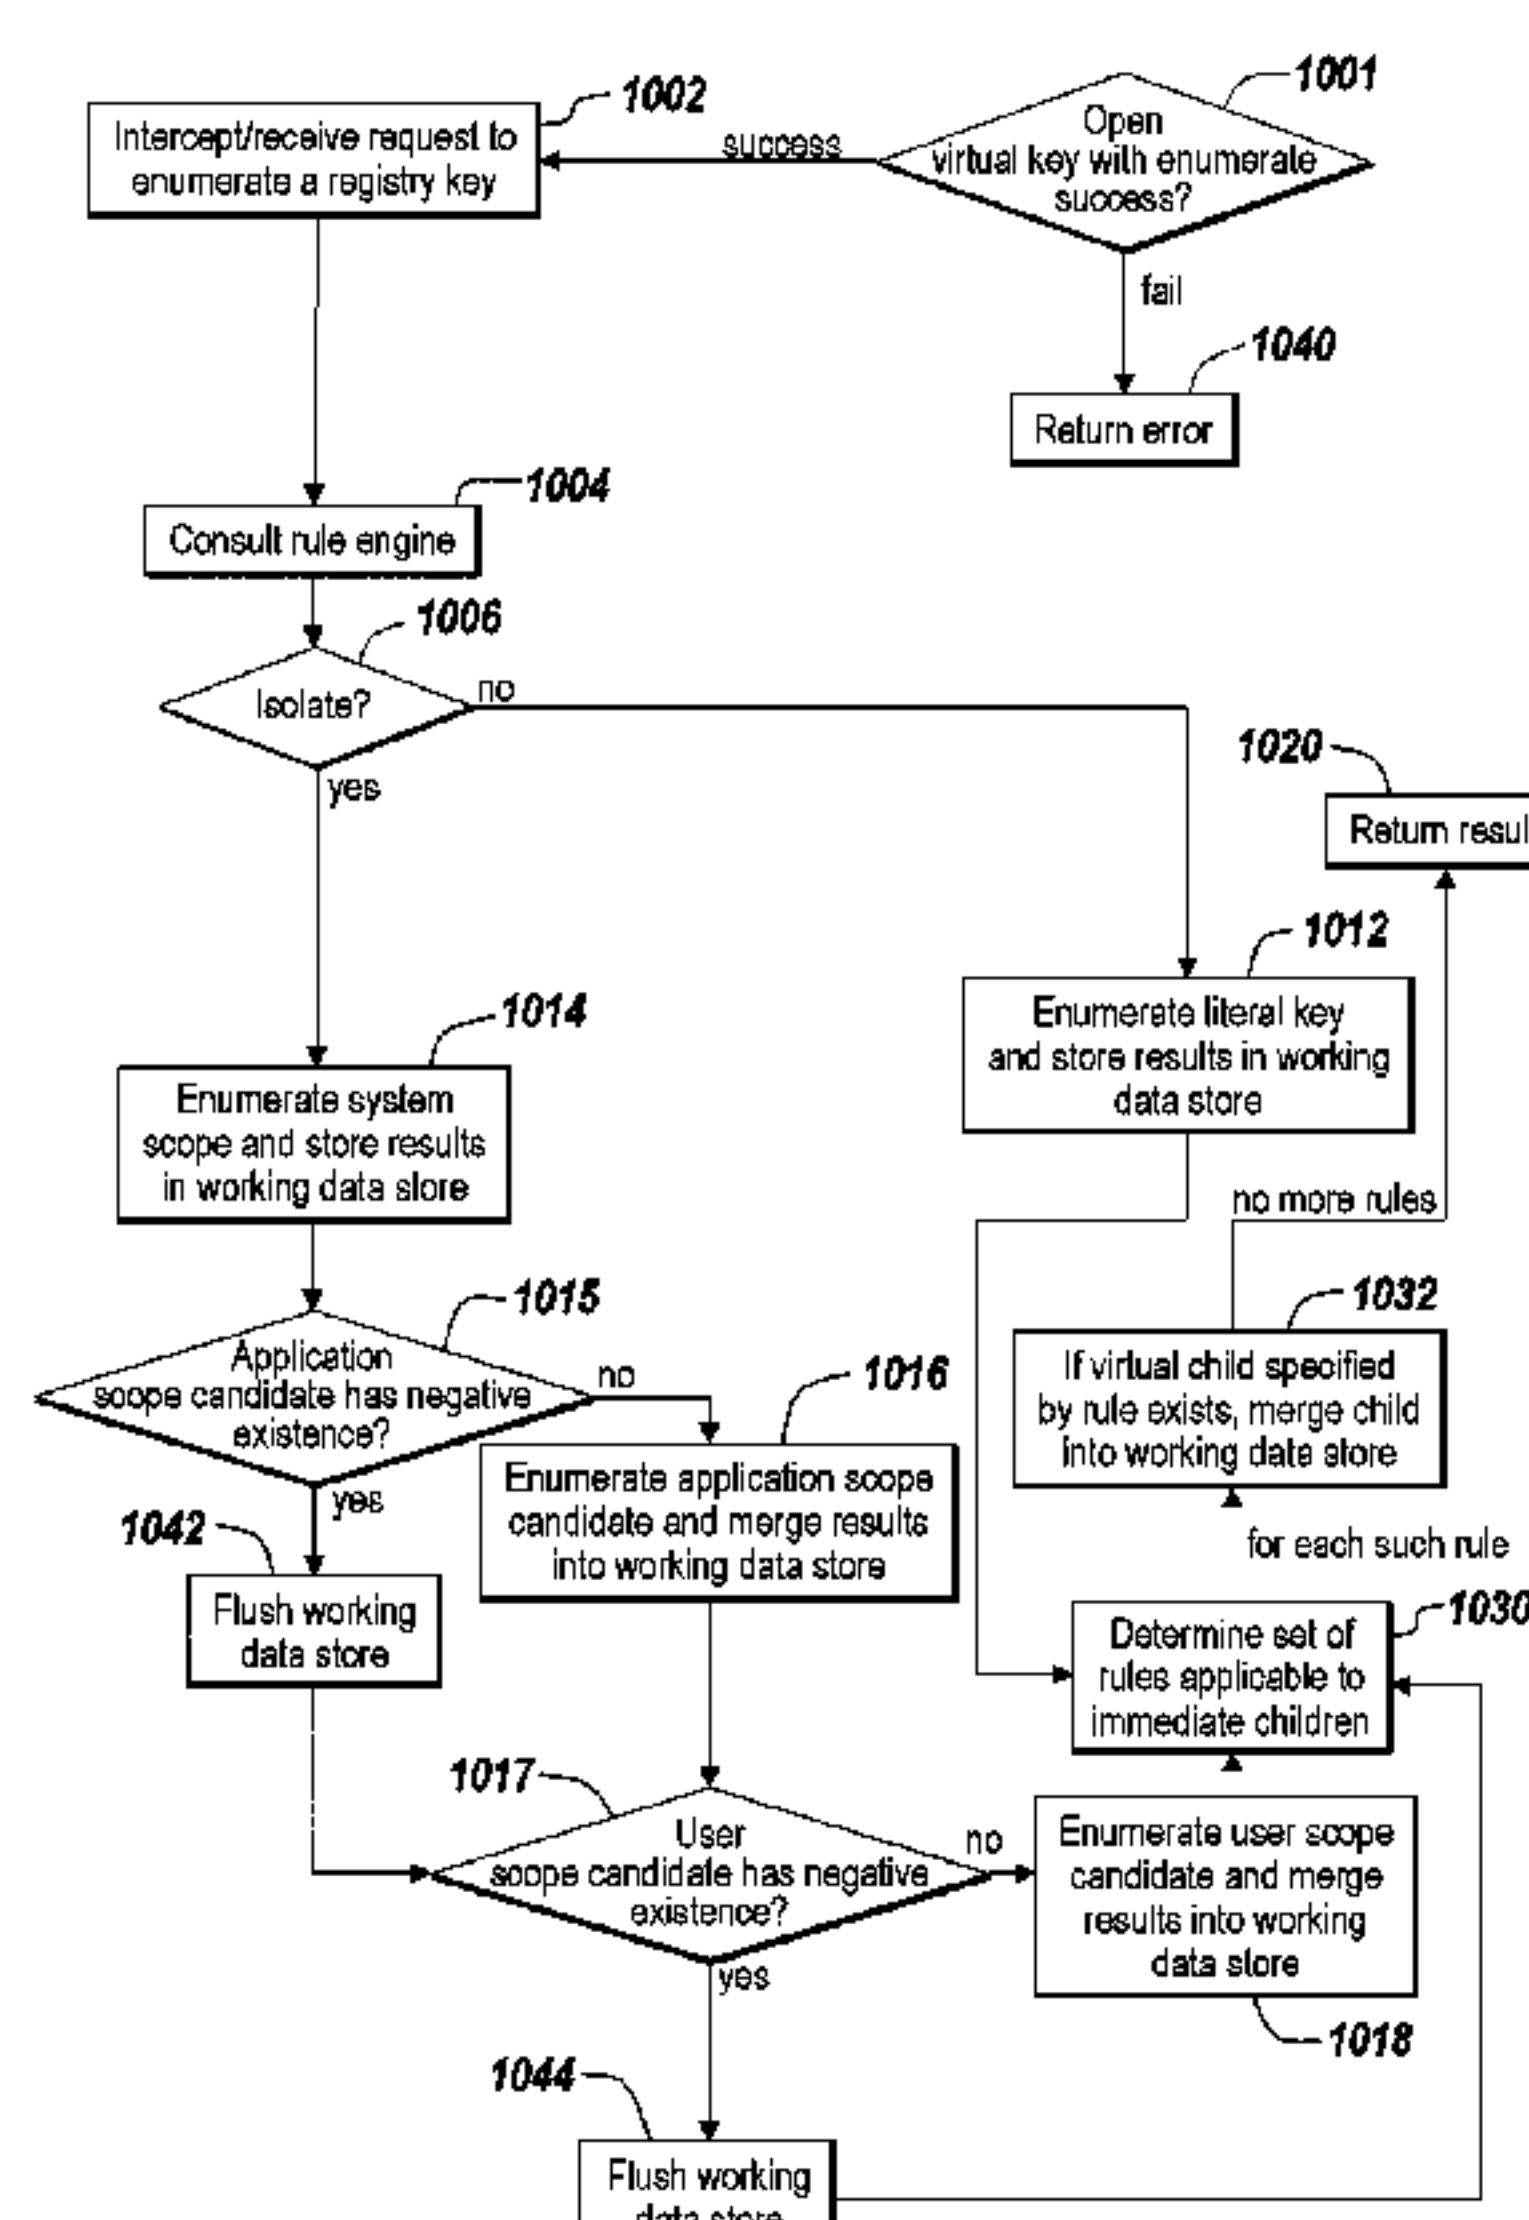 1002
Intercept/receive request to
enumerate a registry key
success
1001
Open
virtual key with enumerate
success?
fail
1040
Return error
1004
Consult rule engine
1006
Isolate?
no
yes
1020
Return resul
1012
Enumerate literal key
and store results in working
data store
1014
Enumerate system
scope and store results
in working data store
no more rules
1015
Application
scope candidate has negative
existence?
no
yes
1016
Enumerate application scope
candidate and merge results
into working data store
1032
If virtual child specified
by rule exists, merge child
into working data store
for each such rule
1042
Flush working
data store
1030
Determine set of
rules applicable to
immediate children
1017
User
scope candidate has negative
existence?
no
yes
Enumerate user scope
candidate and merge
results into working
data store
1018
1044
Flush working
data store